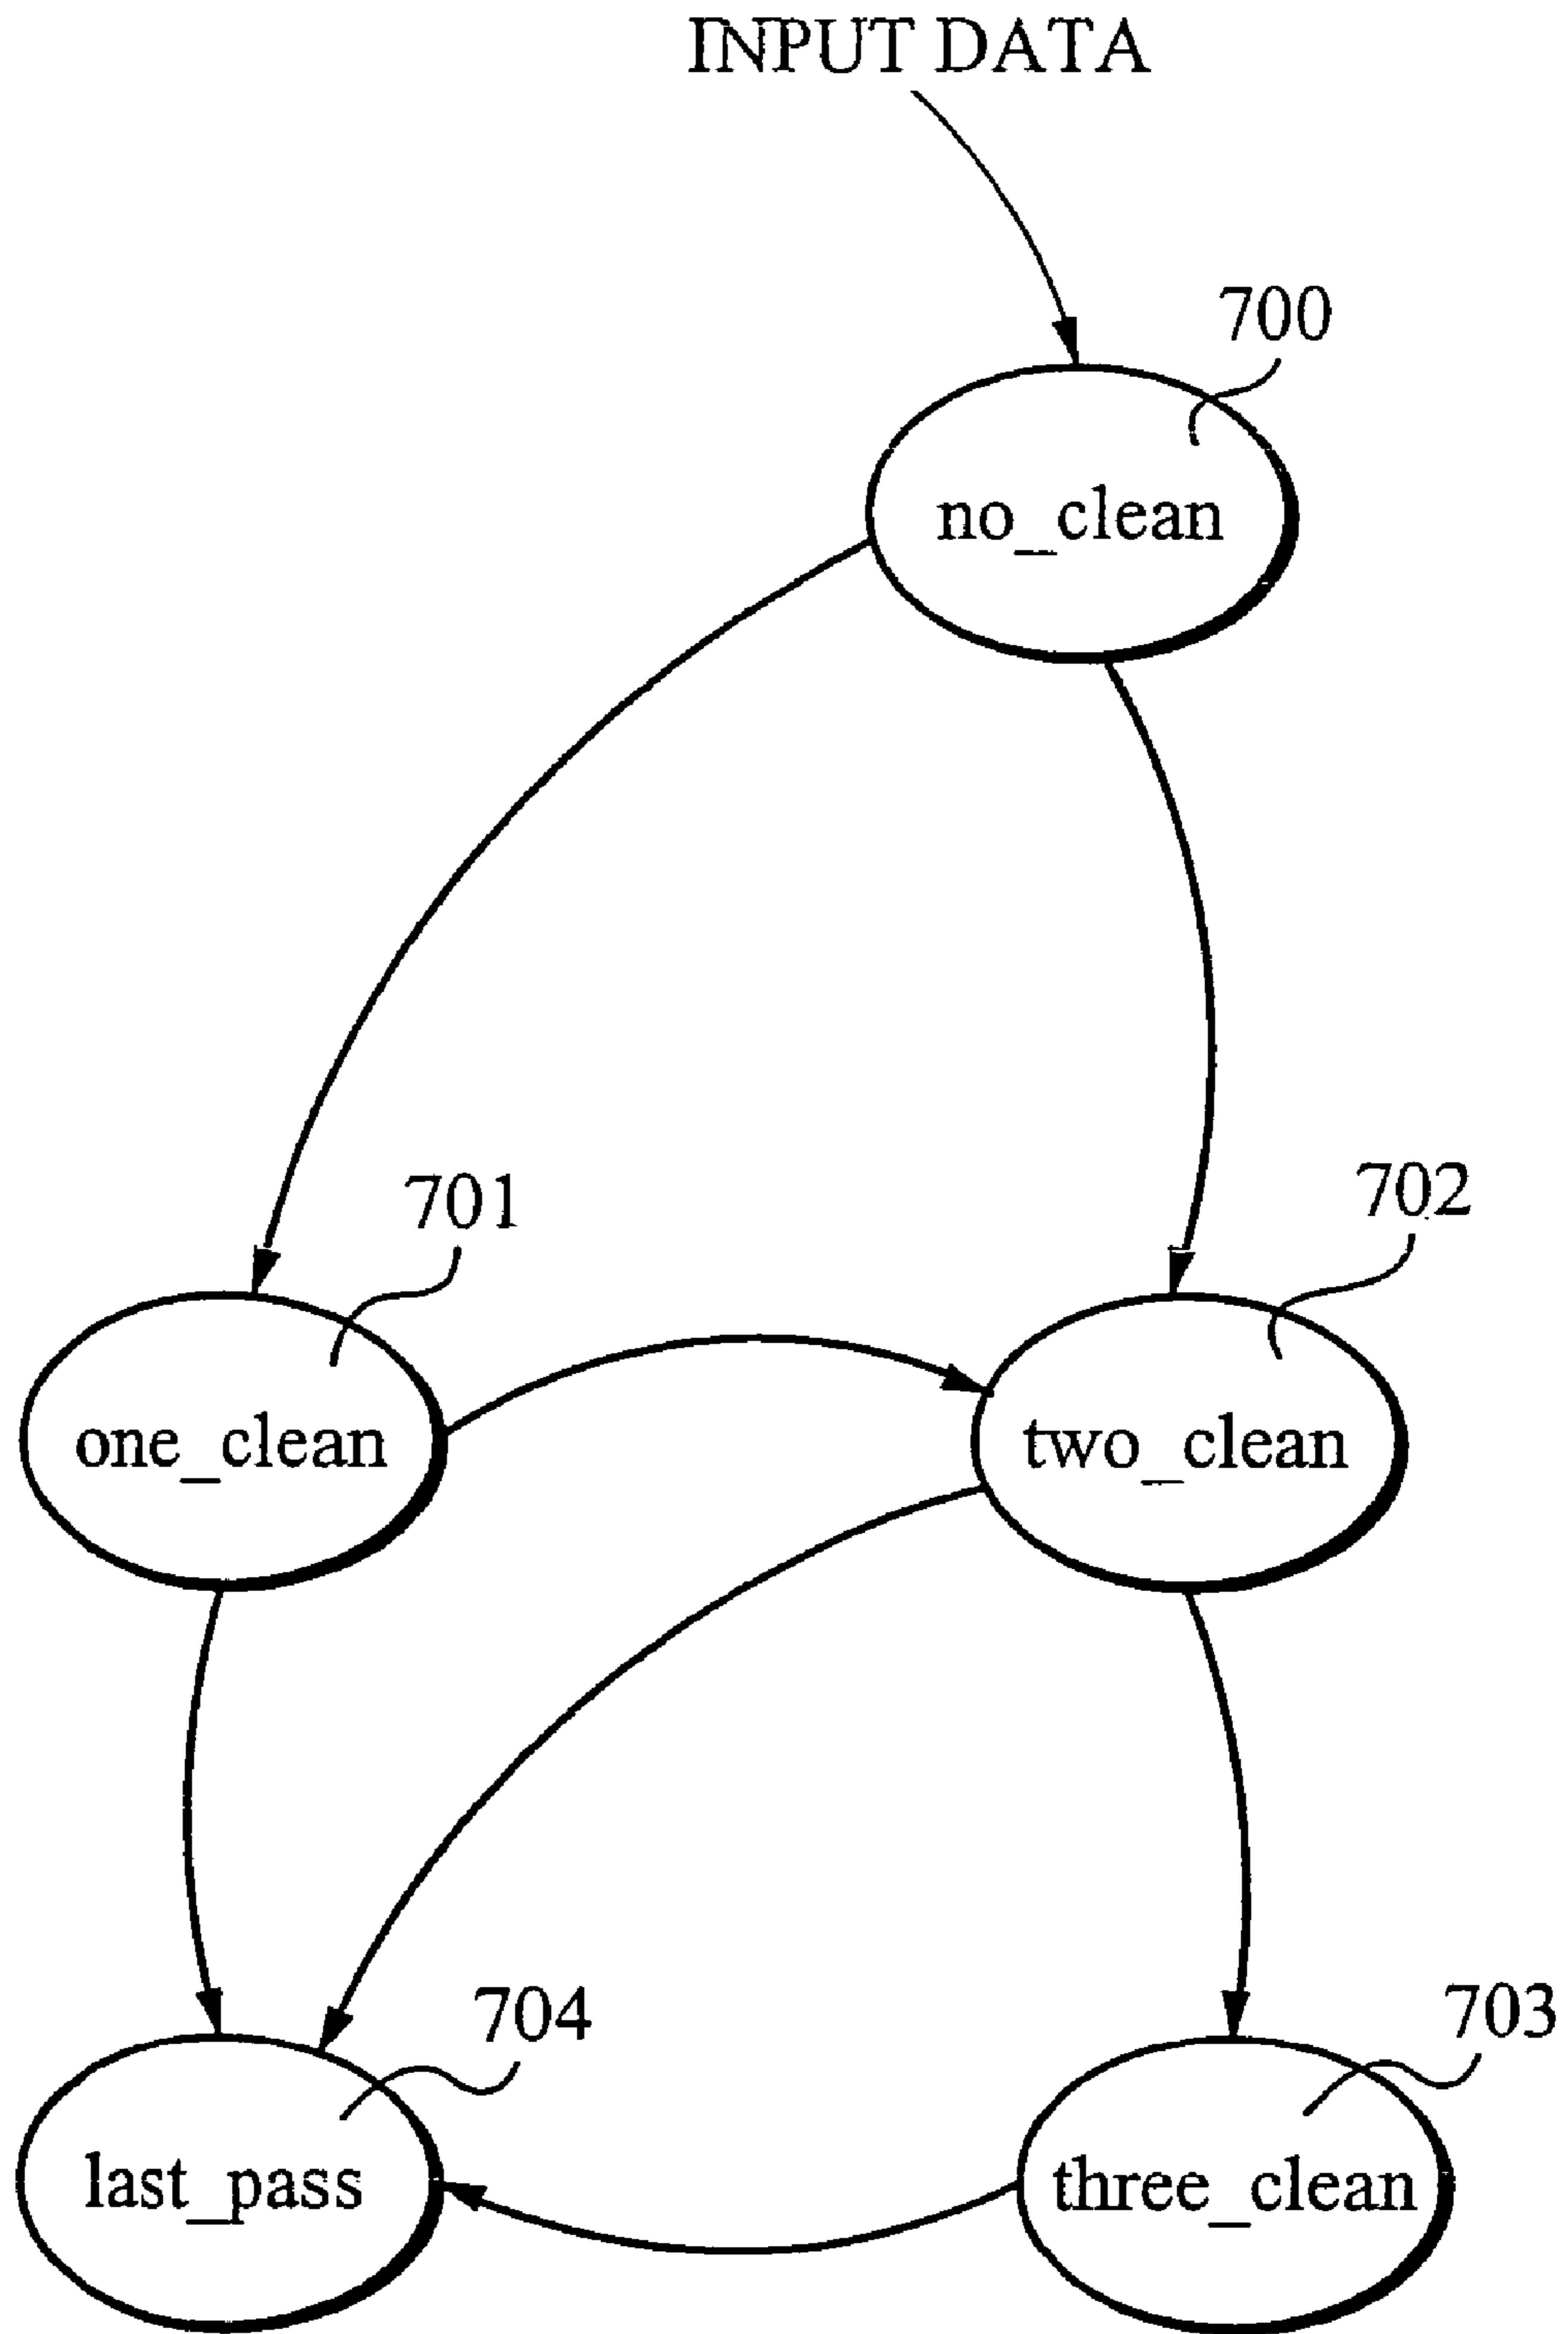 INPUT DATA
700
no_clean
701
702
one_clean
two_clean
704
703
last_pass
three_clean